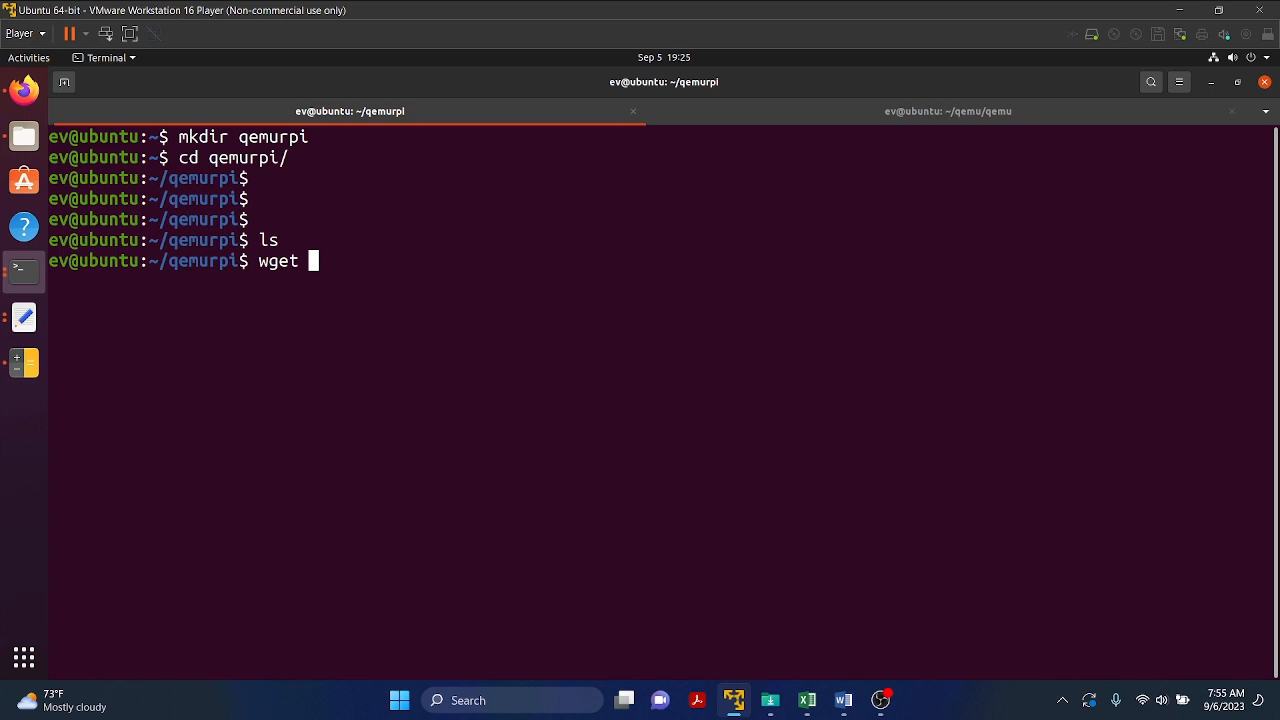 Ubuntu 64-bit - VMware Workstation 16 Player (Non-commercial use only)
Player
Activities
Terminal
Sep 5 19:25
ev@ubuntu: ~/qemurpi
ev@ubuntu: ~/qemurpi
ev@ubuntu: ~/qemu/qemu
ev@ubuntu:~$ mkdir qemurpi
ev@ubuntu:~$ cd qemurpi/
ev@ubuntu:~/qemurpi$
ev@ubuntu:~/qemurpi$
ev@ubuntu:~/qemurpi$
ev@ubuntu:~/qemurpi$ ls
ev@ubuntu:~/qemurpi$ wget
73°F
Mostly cloudy
Search
7:55 AM
9/6/2023